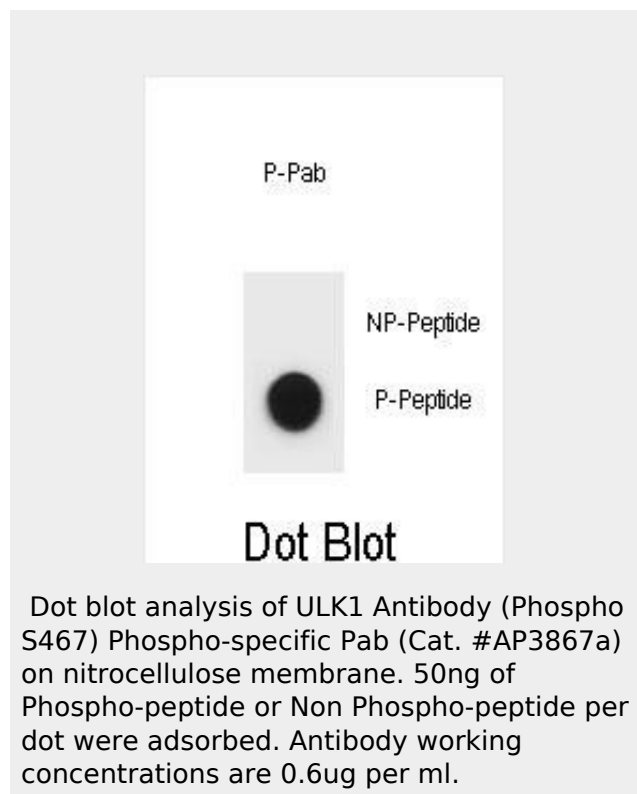 P-Pab
NP-Peptide
P-Peptide
Dot Blot
Dot blot analysis of ULK1 Antibody (Phospho
S467) Phospho-specific Pab (Cat. #AP3867a)
on nitrocellulose membrane. 50ng of
Phospho-peptide or Non Phospho-peptide per
dot were adsorbed. Antibody working
concentrations are 0.6ug per ml.